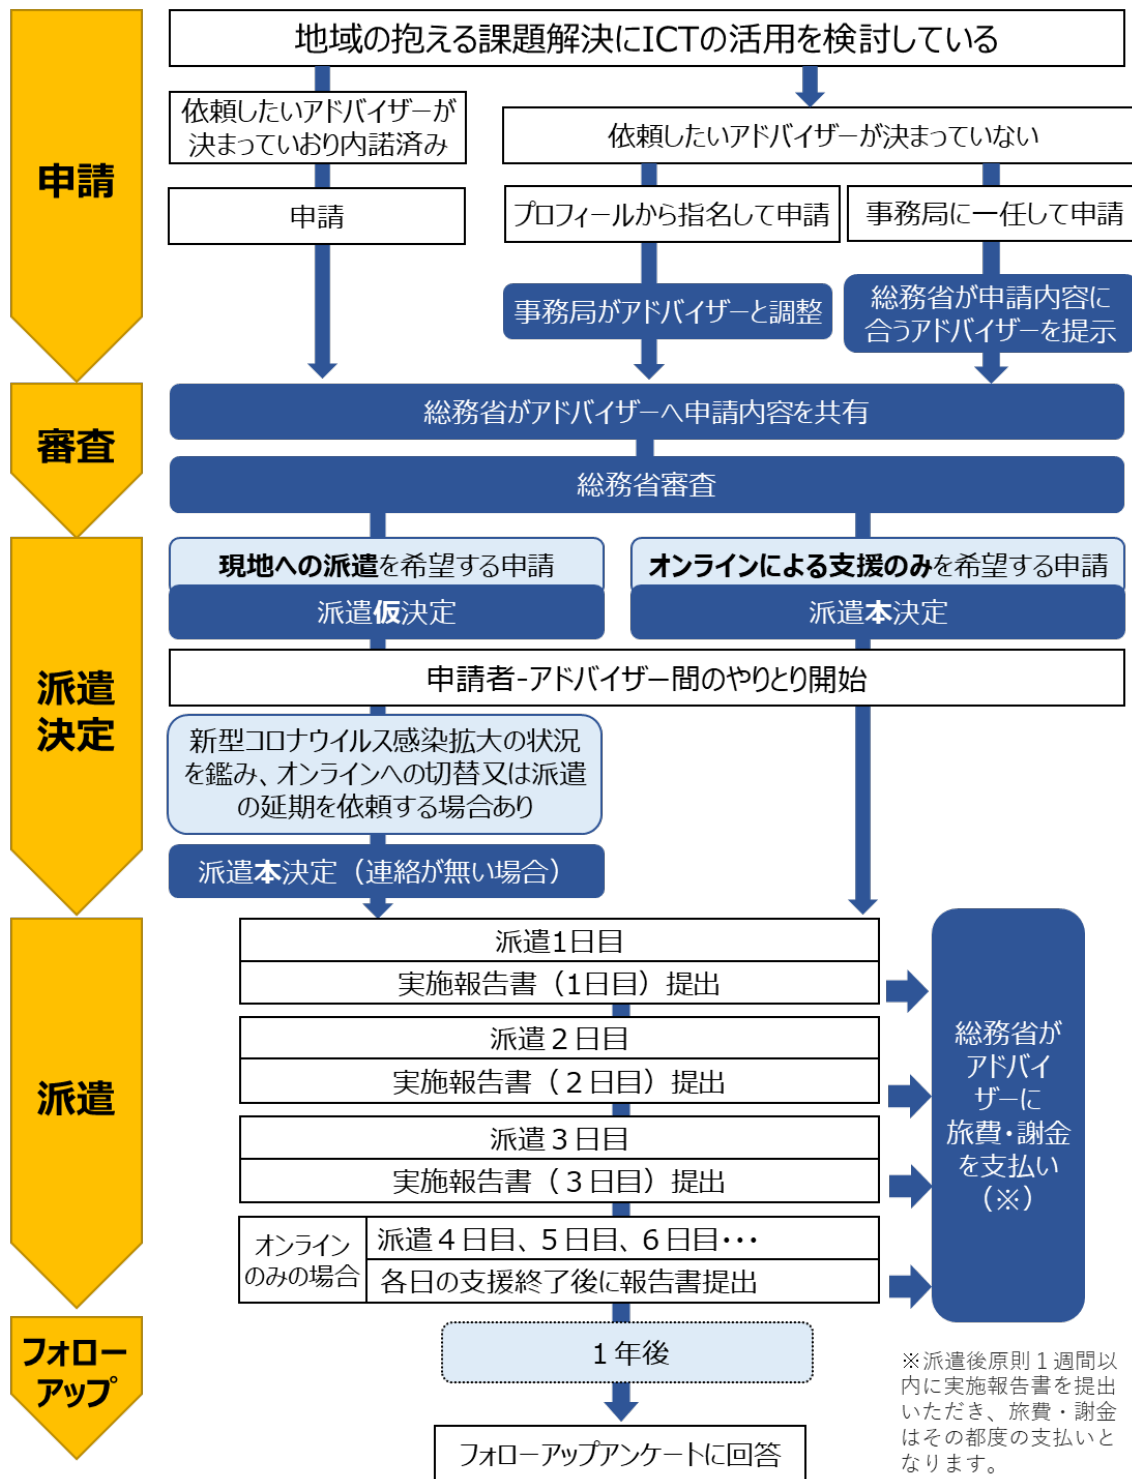 地域の抱える課題解決にICTの活用を検討している
依頼したいアドバイザーが
決まっていおり内諾済み
依頼したいアドバイザーが決まっていない
申請
申請
プロフィールから指名して申請
事務局に一任して申請
事務局がアドバイザーと調整
総務省が申請内容に
合うアドバイザーを提示
審査
総務省がアドバイザーへ申請内容を共有
総務省審査
派遣
決定
現地への派遣を希望する申請
オンラインによる支援のみを希望する申請
派遣仮決定
派遣本決定
申請者-アドバイザー間のやりとり開始
新型コロナウイルス感染拡大の状況
を鑑み、オンラインへの切替又は派遣
の延期を依頼する場合あり
派遣本決定（連絡が無い場合）
派遣
派遣1日目
実施報告書（1日目）提出
派遣２日目
実施報告書（２日目）提出
派遣３日目
実施報告書（３日目）提出
オンライン
のみの場合
派遣４日目、５日目、６日目・・・
各日の支援終了後に報告書提出
総務省が
アドバイ
ザーに
旅費・謝金
を支払い
（※）
フォロー
アップ
１年後
フォローアップアンケートに回答
※派遣後原則１週間以
内に実施報告書を提出
いただき、旅費・謝金
はその都度の支払いと
なります。